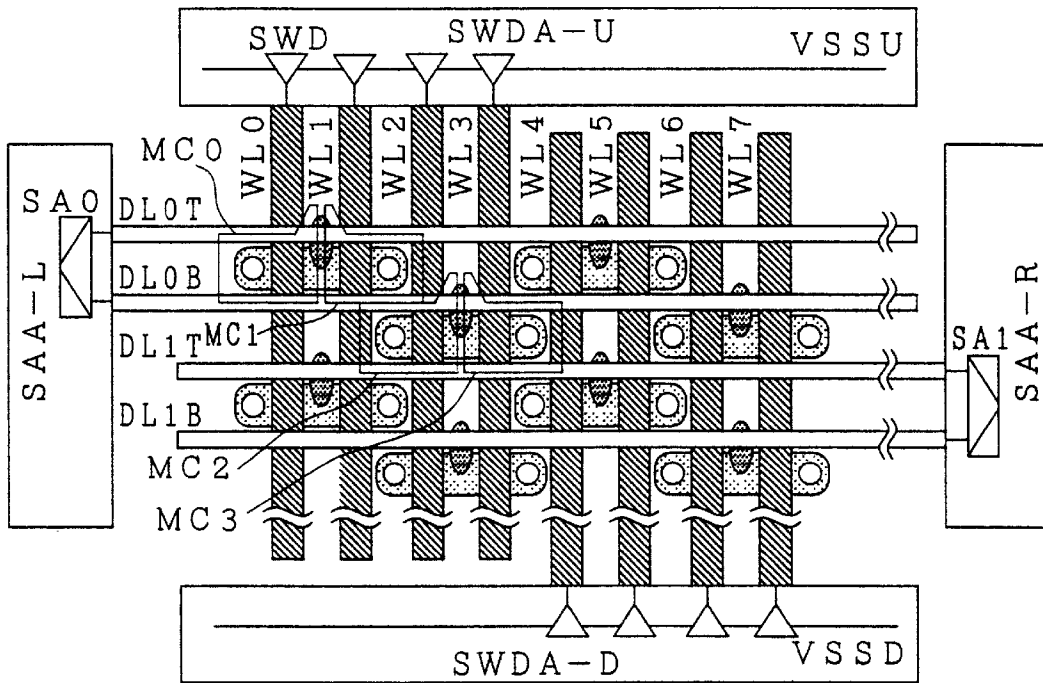 SWD SWDA-U VSSU
WL0 WL1 WL2 WL3 WL4 WL5 WL6 WL7
MC0
SA0
DL0T
DL0B
SAA-L
MC1
DL1T
SA1
SAA-R
DL1B
MC2
MC3
SWDA-D VSSD